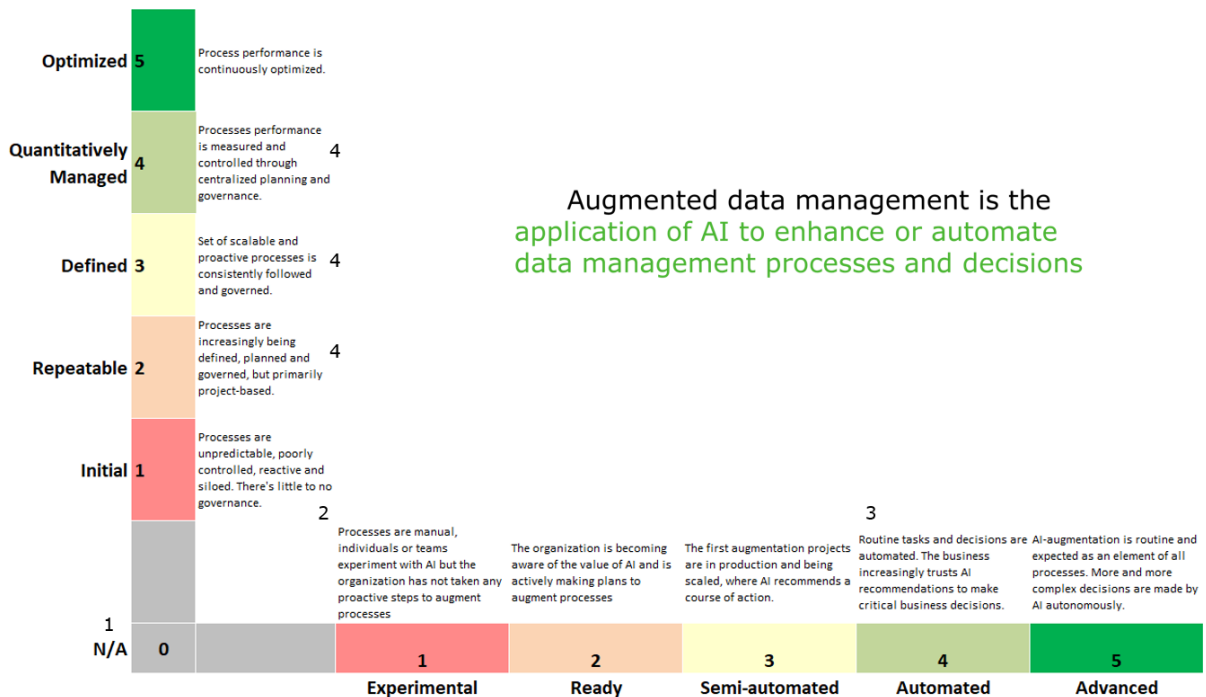 Optimized 5
Process performance is
continuously optimized.
Quantitatively
Managed
4
Processes performance
is measured and
controlled through
centralized planning and
governance.
4
Augmented data management is the
application of AI to enhance or automate
data management processes and decisions
Defined 3
Set of scalable and
proactive processes is
consistently followed
and governed.
4
Repeatable 2
Processes are
increasingly being
defined, planned and
governed, but primarily
project-based.
4
Initial 1
Processes are
unpredictable, poorly
controlled, reactive and
siloed. There's little to no
governance.
2
Processes are manual,
individuals or teams
experiment with AI but the
organization has not taken any
proactive steps to augment
processes
The organization is becoming
aware of the value of AI and is
actively making plans to
augment processes
The first augmentation projects
are in production and being
scaled, where AI recommends a
course of action.
3
Routine tasks and decisions are
automated. The business
increasingly trusts AI
recommendations to make
critical business decisions.
AI-augmentation is routine and
expected as an element of all
processes. More and more
complex decisions are made by
AI autonomously.
1
N/A 0
1 2 3 4 5
Experimental Ready Semi-automated Automated Advanced